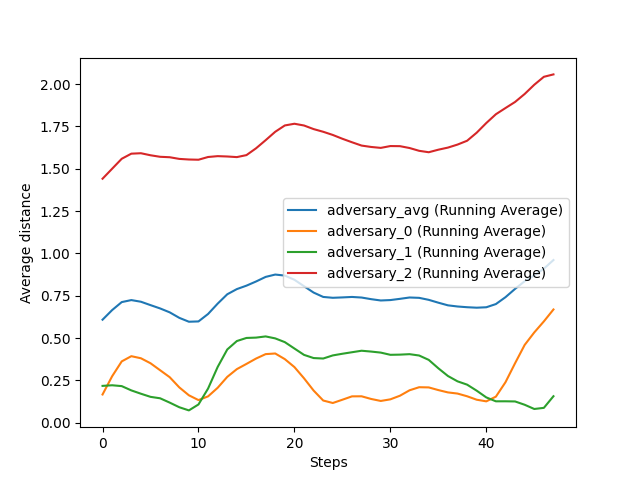 2.00
1.75
1.50
1.25
1.00
0.75
0.50
0.25
0.00
Average distance
adversary_avg (Running Average)
adversary_0 (Running Average)
adversary_1 (Running Average)
adversary_2 (Running Average)
0 10 20 30 40
Steps